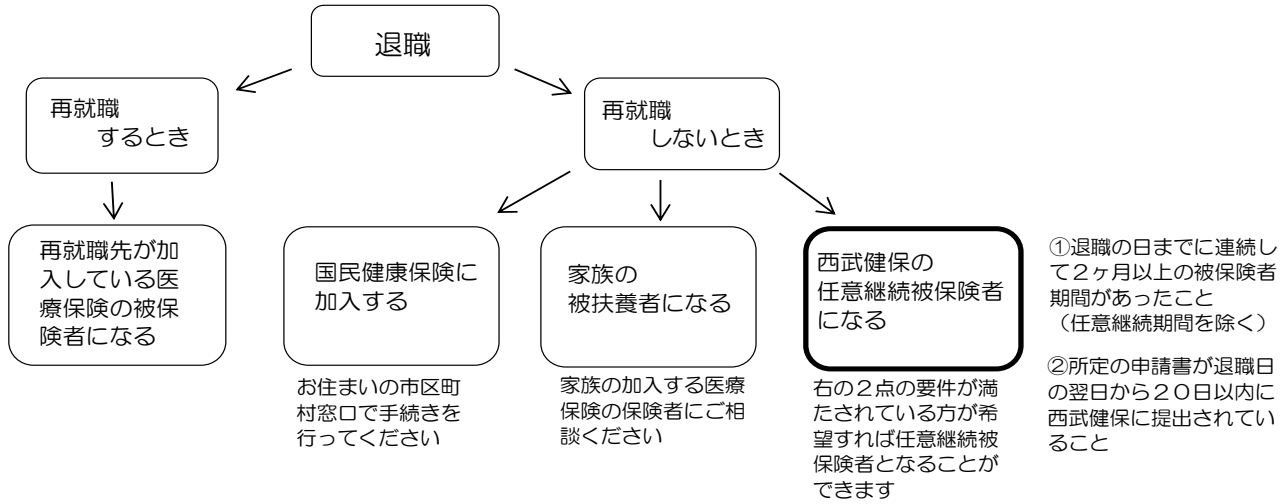 退職
再就職
するとき
再就職
しないとき
再就職先が加
入している医
療保険の被保
険者になる
国民健康保険に
加入する
お住まいの市区町
村窓口で手続きを
行ってください
家族の
被扶養者になる
家族の加入する医療
保険の保険者にご相
談ください
西武健保の
任意継続被保険者
になる
右の２点の要件が満
たされている方が希
望すれば任意継続被
保険者となることが
できます
①退職の日までに連続し
て２ヶ月以上の被保険者
期間があったこと
（任意継続期間を除く）
②所定の申請書が退職日
の翌日から２０日以内に
西武健保に提出されてい
ること